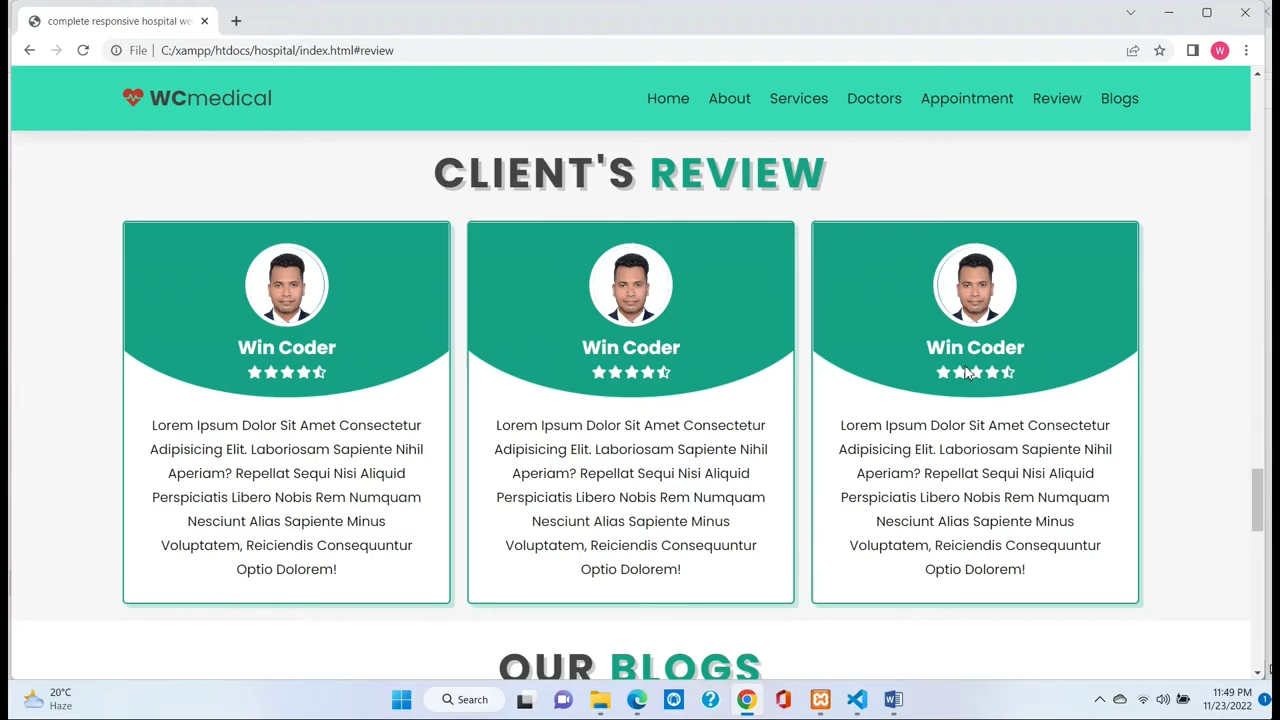 complete responsive hospital we
File
C:/xampp/htdocs/hospital/index.html#review
W
WCmedical
Home About Services Doctors Appointment Review Blogs
CLIENT'S REVIEW
Win Coder
Lorem Ipsum Dolor Sit Amet Consectetur
Adipisicing Elit. Laboriosam Sapiente Nihil
Aperiam? Repellat Sequi Nisi Aliquid
Perspiciatis Libero Nobis Rem Numquam
Nesciunt Alias Sapiente Minus
Voluptatem, Reiciendis Consequuntur
Optio Dolorem!
Win Coder
Lorem Ipsum Dolor Sit Amet Consectetur
Adipisicing Elit. Laboriosam Sapiente Nihil
Aperiam? Repellat Sequi Nisi Aliquid
Perspiciatis Libero Nobis Rem Numquam
Nesciunt Alias Sapiente Minus
Voluptatem, Reiciendis Consequuntur
Optio Dolorem!
Win Coder
Lorem Ipsum Dolor Sit Amet Consectetur
Adipisicing Elit. Laboriosam Sapiente Nihil
Aperiam? Repellat Sequi Nisi Aliquid
Perspiciatis Libero Nobis Rem Numquam
Nesciunt Alias Sapiente Minus
Voluptatem, Reiciendis Consequuntur
Optio Dolorem!
OUR BLOGS
20°C
Haze
Search
11:49 PM
11/23/2022
1